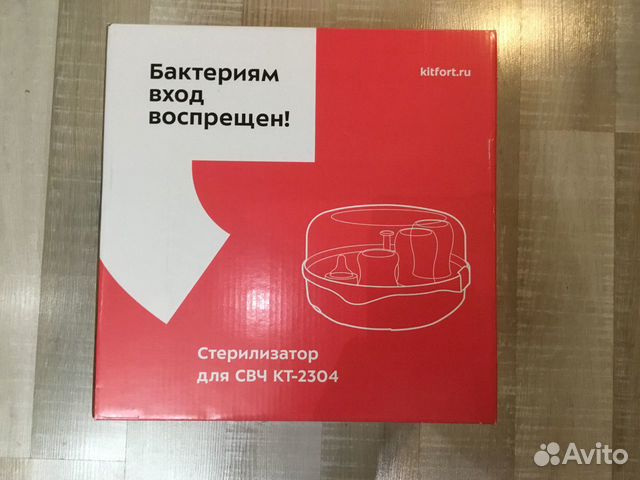 Бактериям
вход
воспрещен!
kitfort.ru
Стерилизатор
для СВЧ КТ-2304
Avito